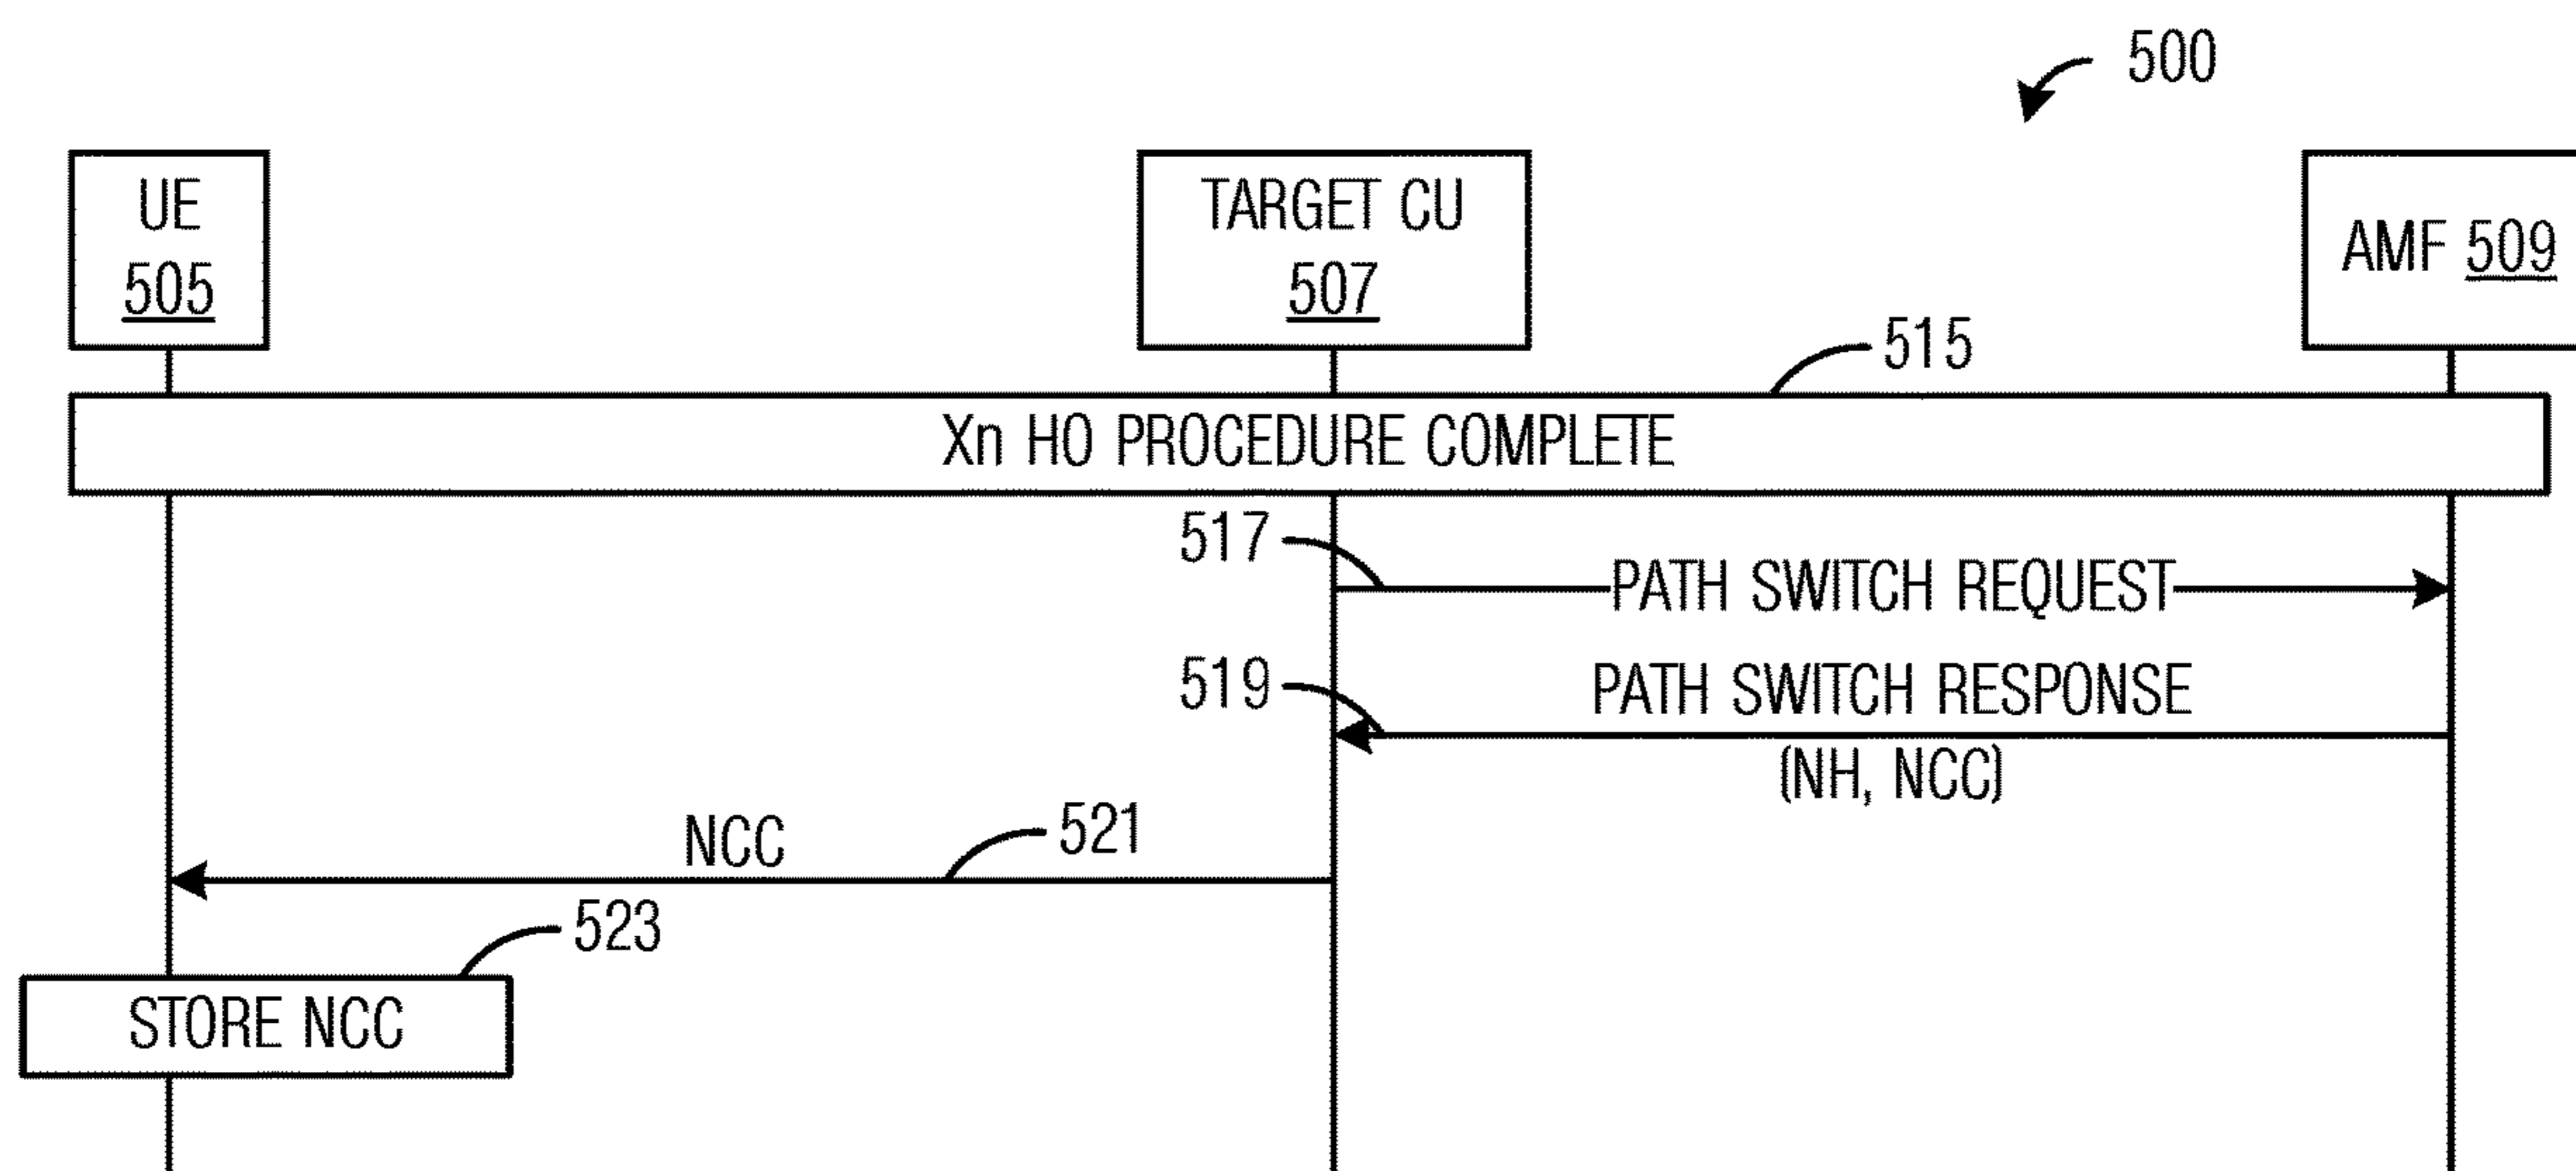 500
UE
505
TARGET CU
507
AMF 509
515
Xn HO PROCEDURE COMPLETE
517
PATH SWITCH REQUEST
519
PATH SWITCH RESPONSE
(NH, NCC)
NCC
521
523
STORE NCC